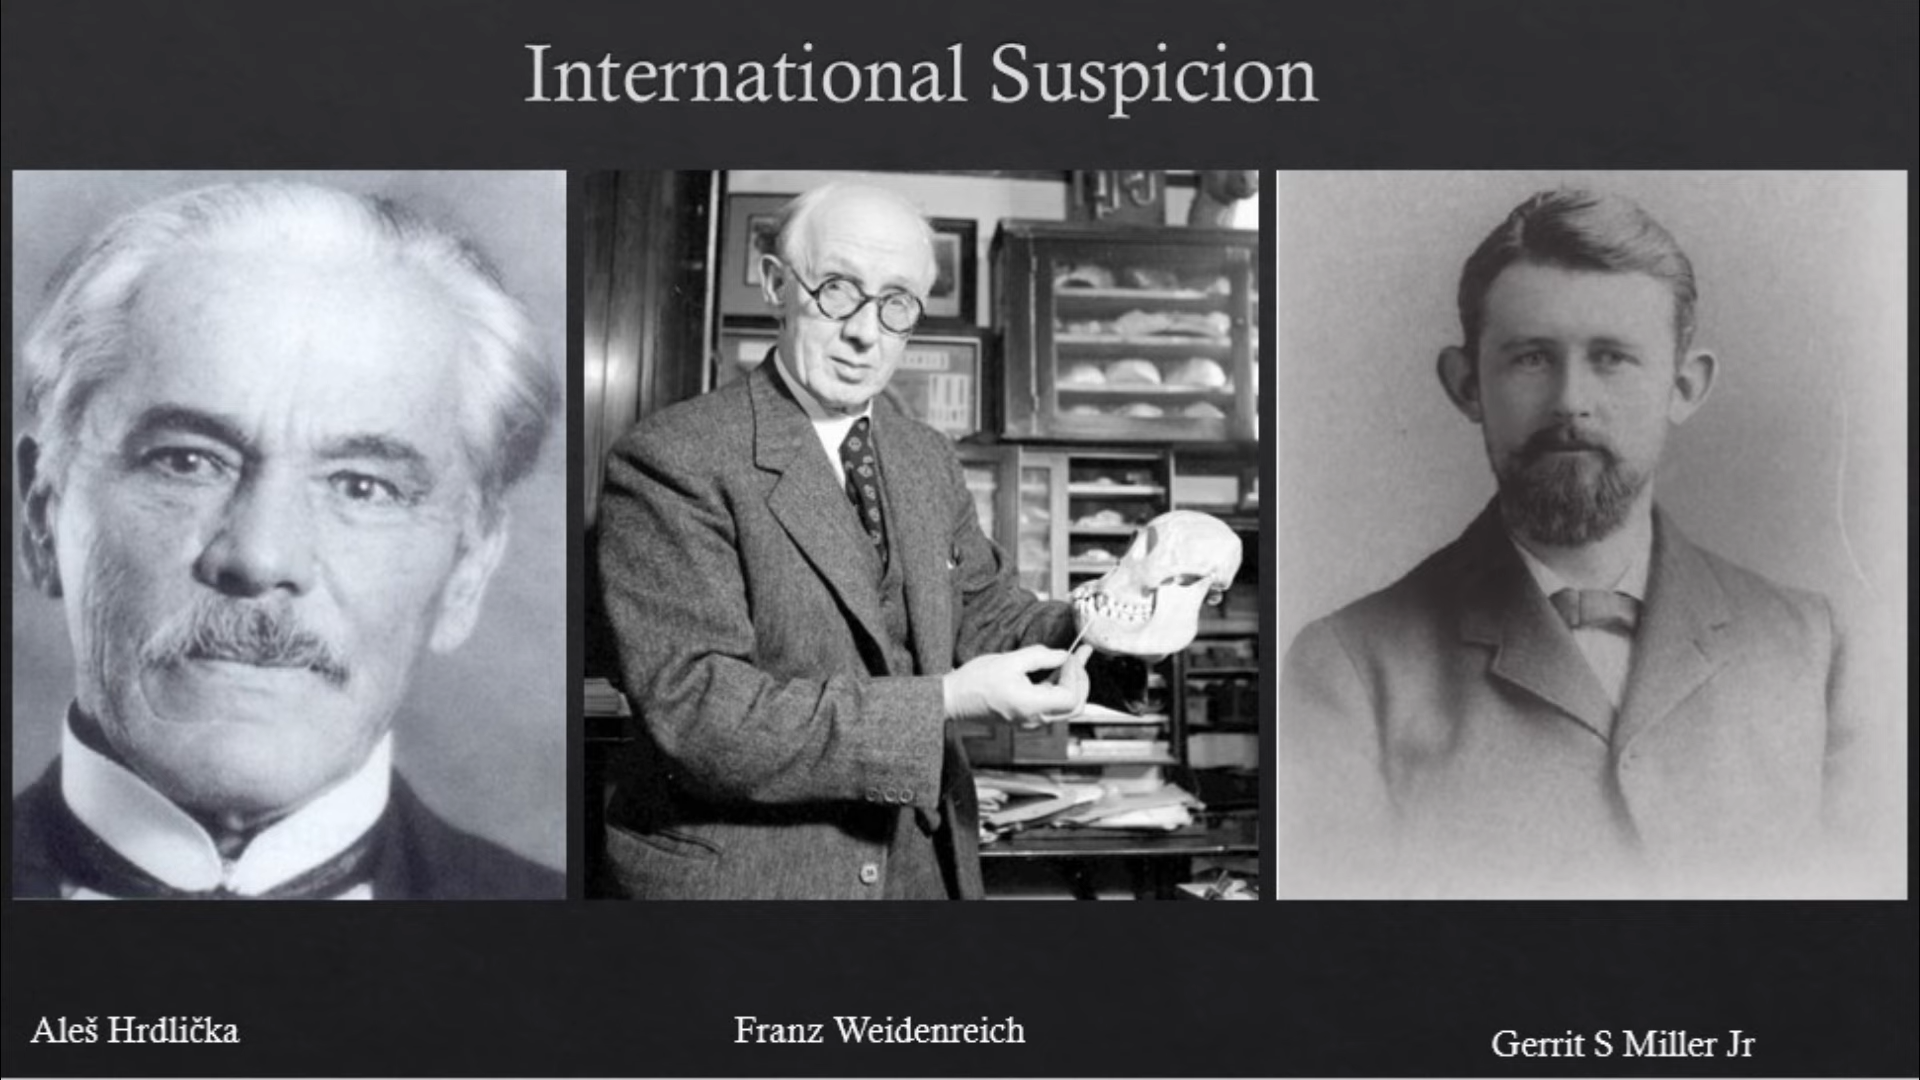 International Suspicion
Aleš Hrdlička
Franz Weidenreich
Gerrit S Miller Jr